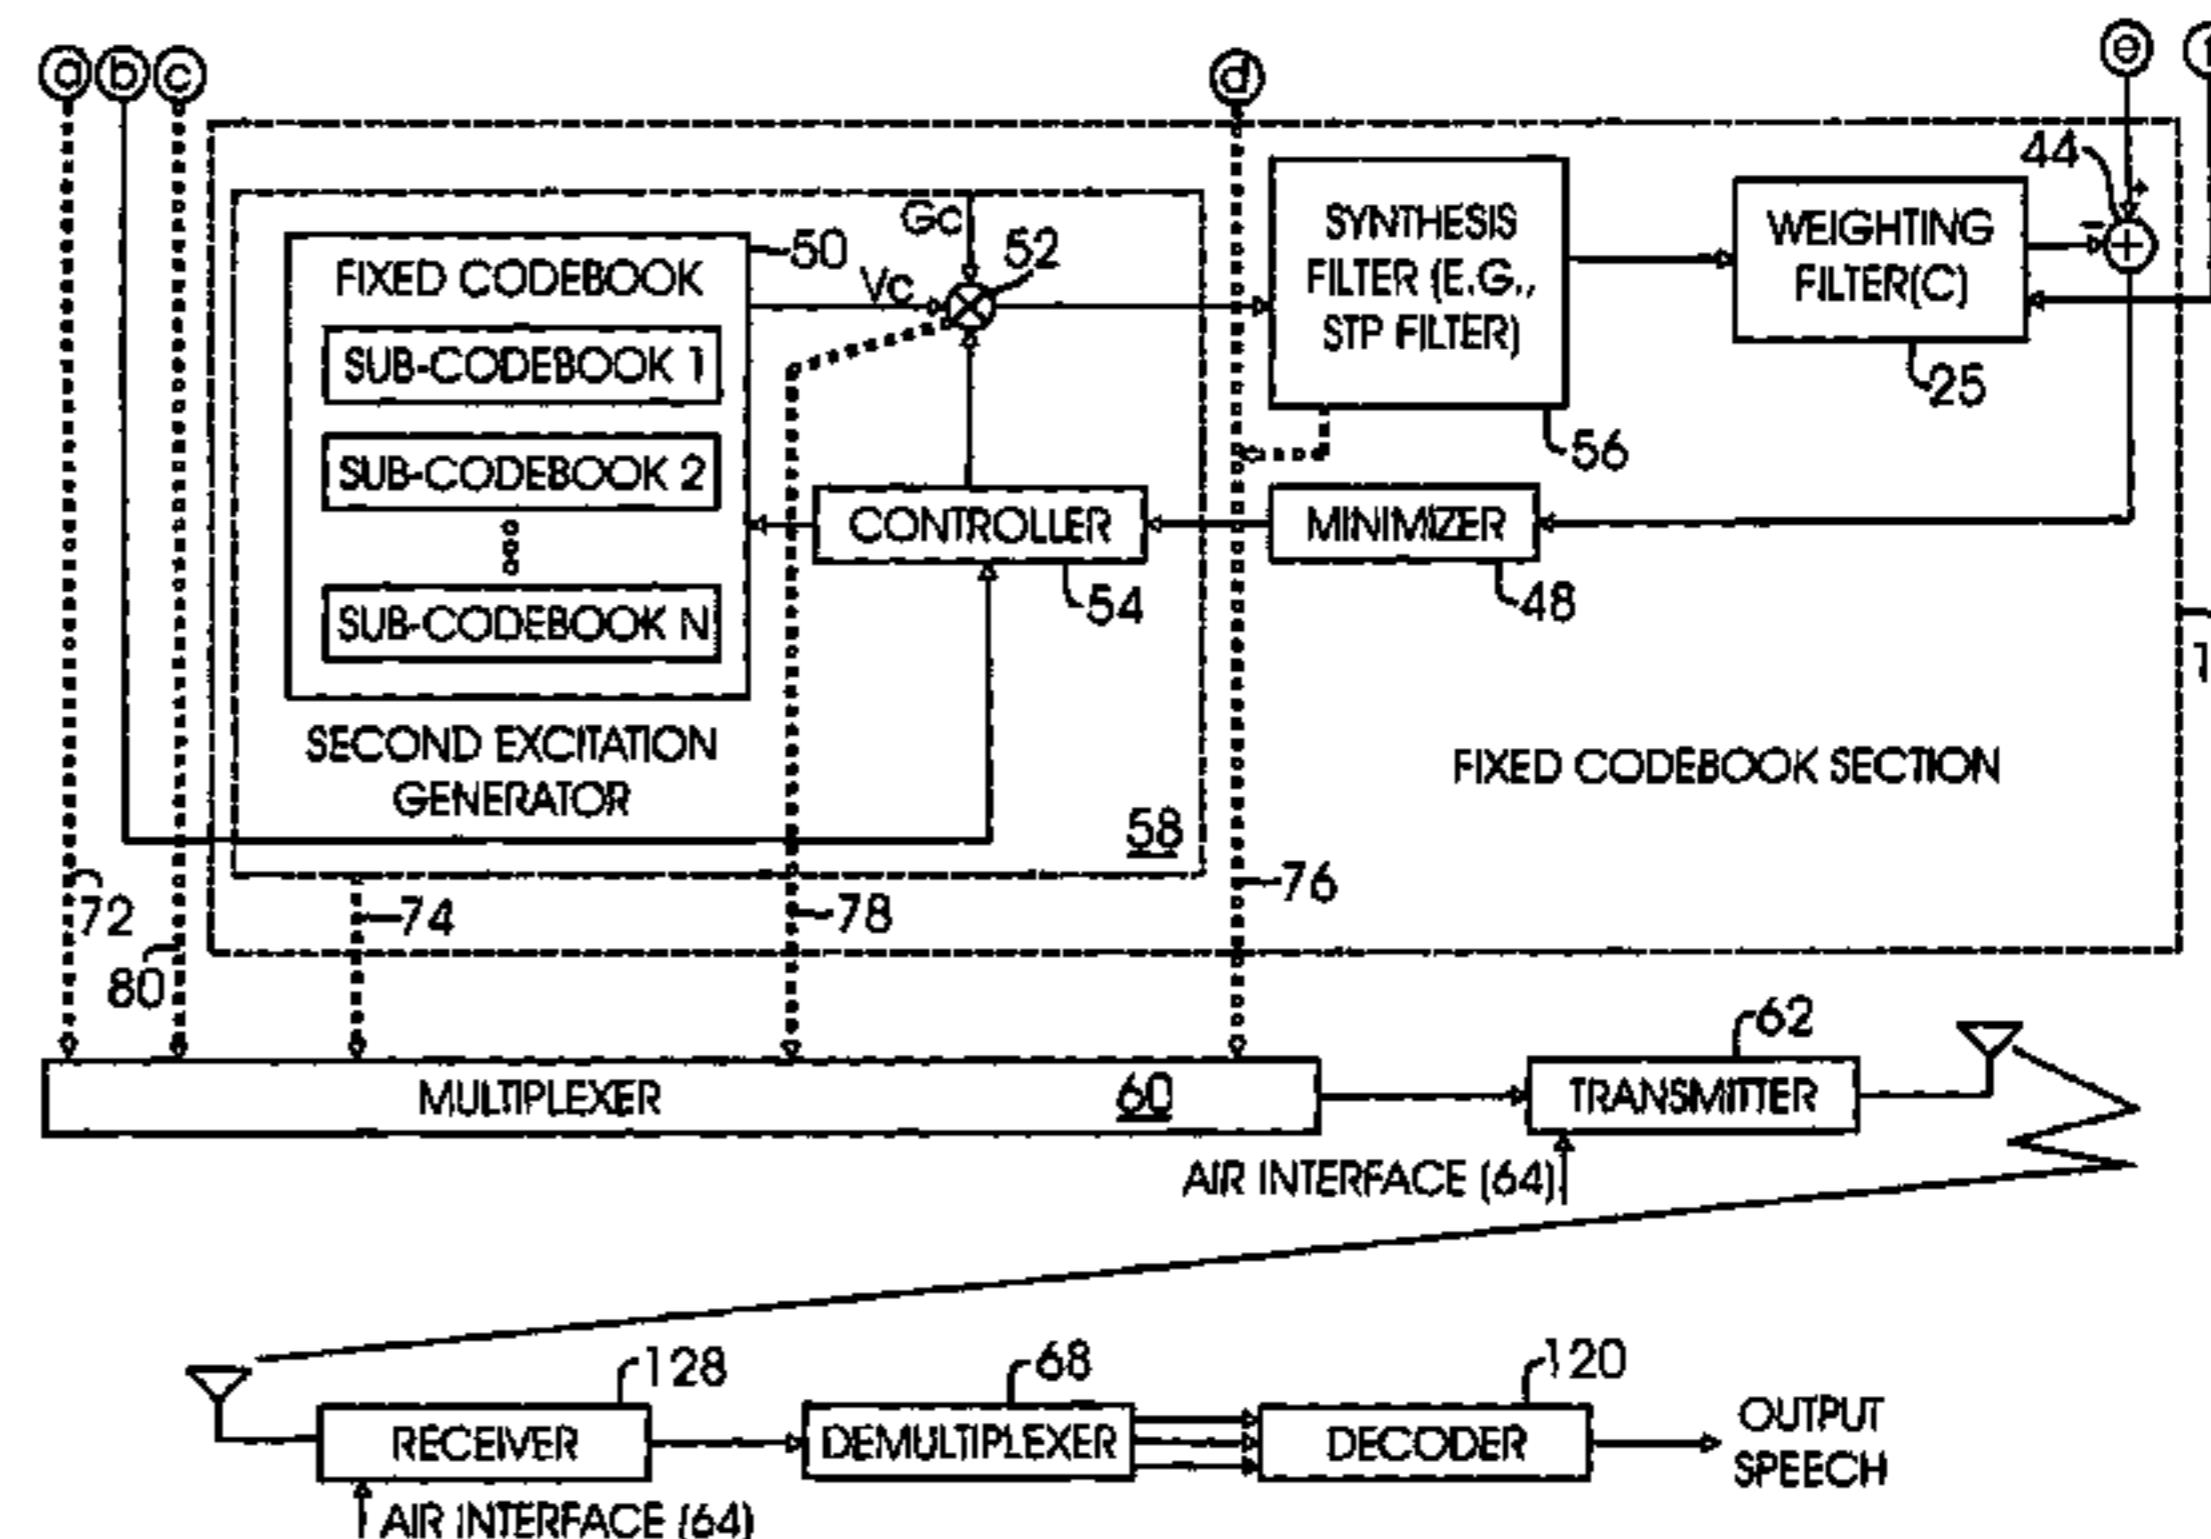 a b c d e
44
Gc
50
52
FIXED CODEBOOK
Vc
SYNTHESIS
FILTER (E.G.,
STP FILTER)
WEIGHTING
FILTER(C)
+
−
25
SUB-CODEBOOK 1
SUB-CODEBOOK 2
56
CONTROLLER
MINIMIZER
54
48
SUB-CODEBOOK N
SECOND EXCITATION
GENERATOR
58
FIXED CODEBOOK SECTION
72
74
78
76
80
62
MULTIPLEXER 60
TRANSMITTER
AIR INTERFACE (64)
128
68
120
RECEIVER
DEMULTIPLEXER
DECODER
OUTPUT
SPEECH
AIR INTERFACE (64)